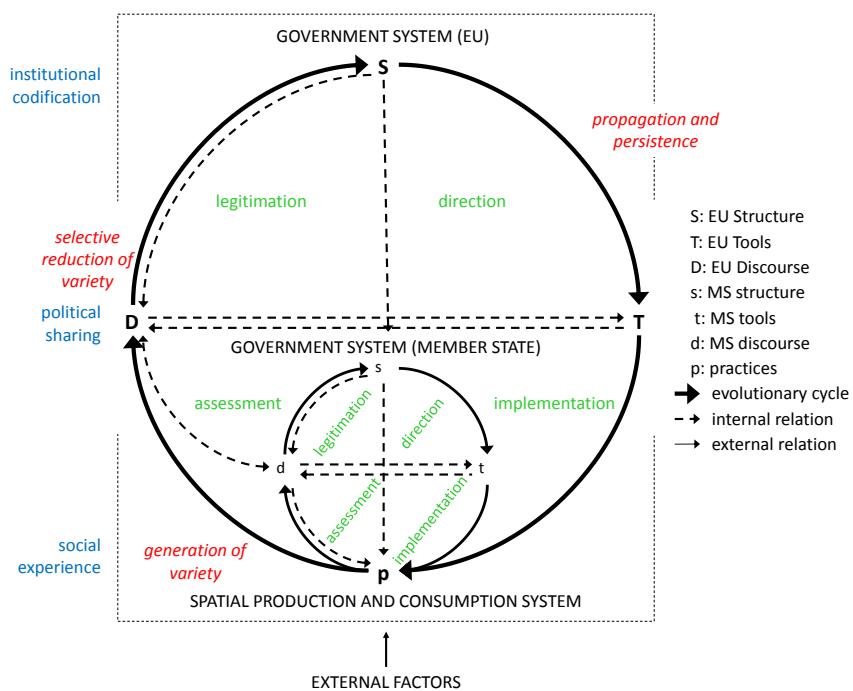 GOVERNMENT SYSTEM (EU)
institutional
codification
S
propagation and
persistence
legitimation
direction
selective
reduction of
variety
political
sharing
D
T
GOVERNMENT SYSTEM (MEMBER STATE)
s
assessment
implementation
legitimation
direction
d
t
assessment
implementation
social
experience
generation of
variety
p
SPATIAL PRODUCTION AND CONSUMPTION SYSTEM
EXTERNAL FACTORS
S: EU Structure
T: EU Tools
D: EU Discourse
s: MS structure
t: MS tools
d: MS discourse
p: practices
evolutionary cycle
internal relation
external relation